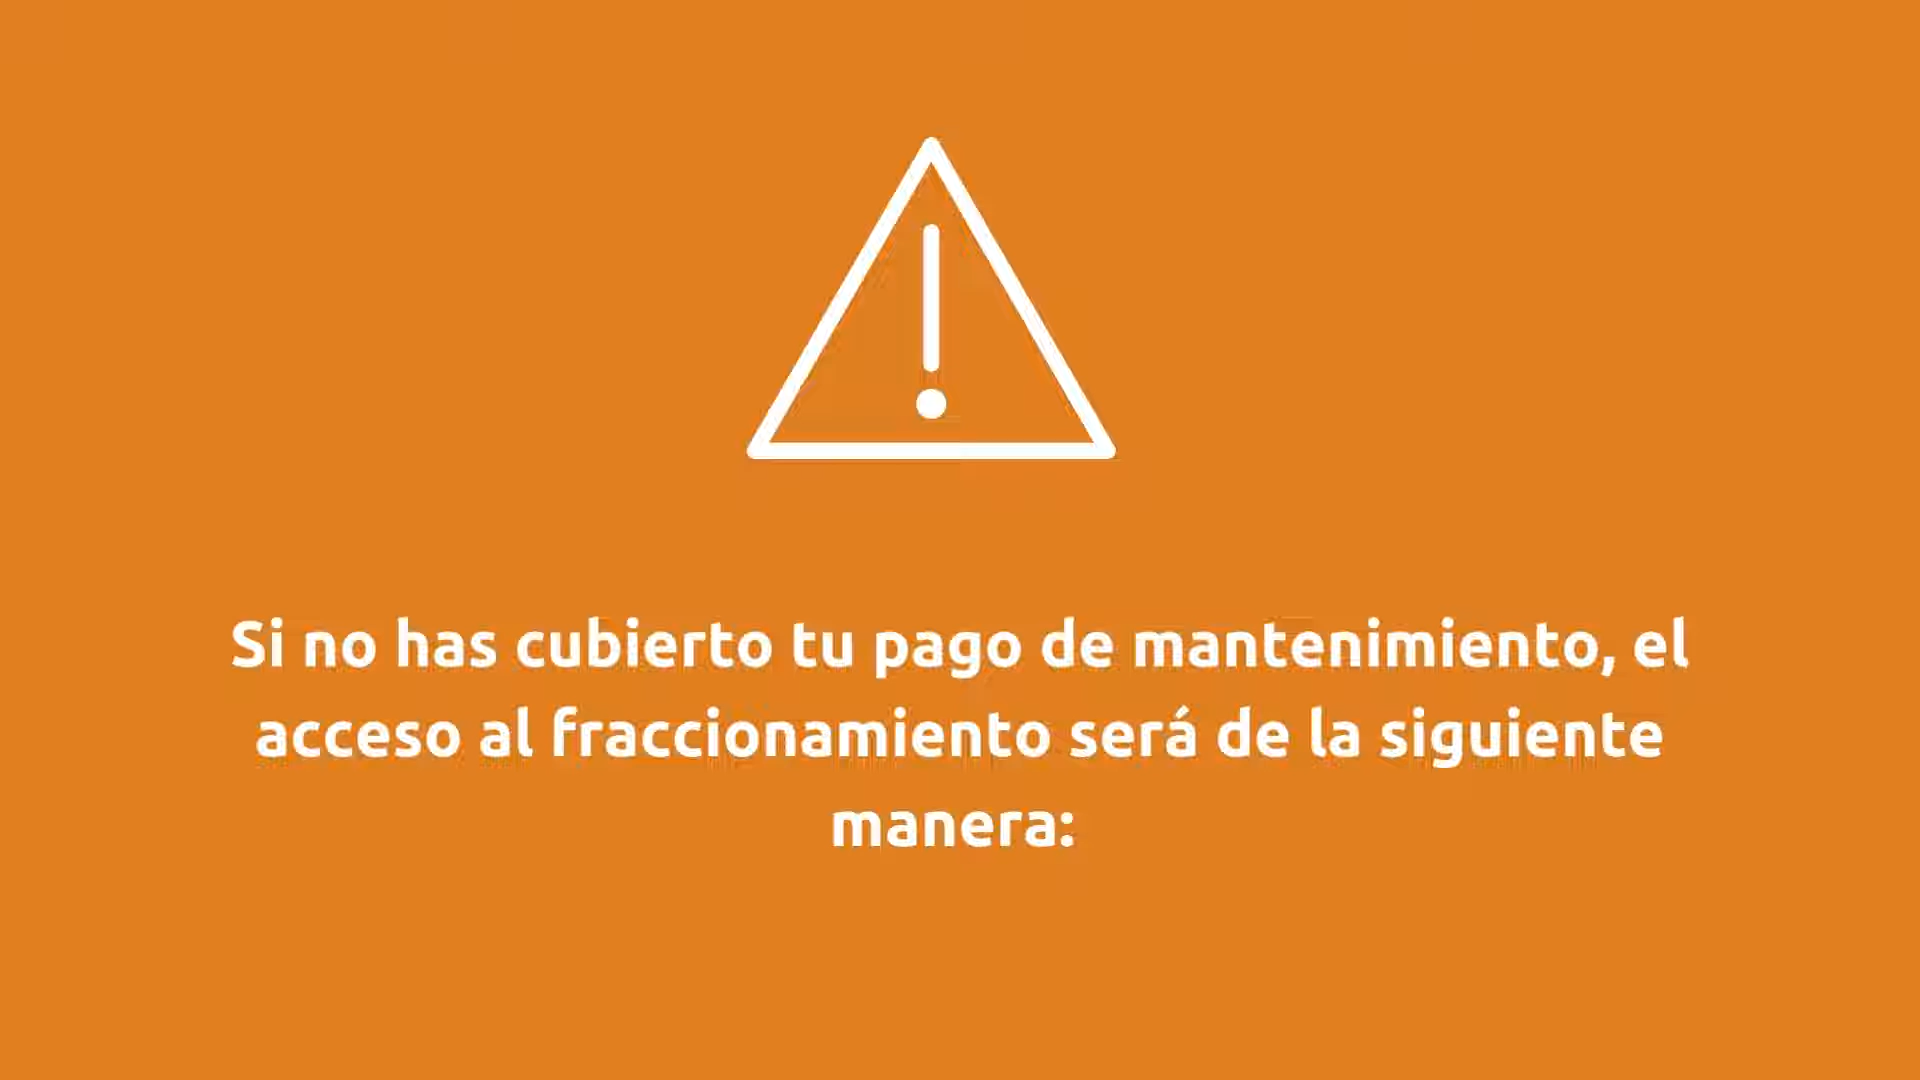 Si no has cubierto tu pago de mantenimiento, el
acceso al fraccionamiento será de la siguiente
manera: